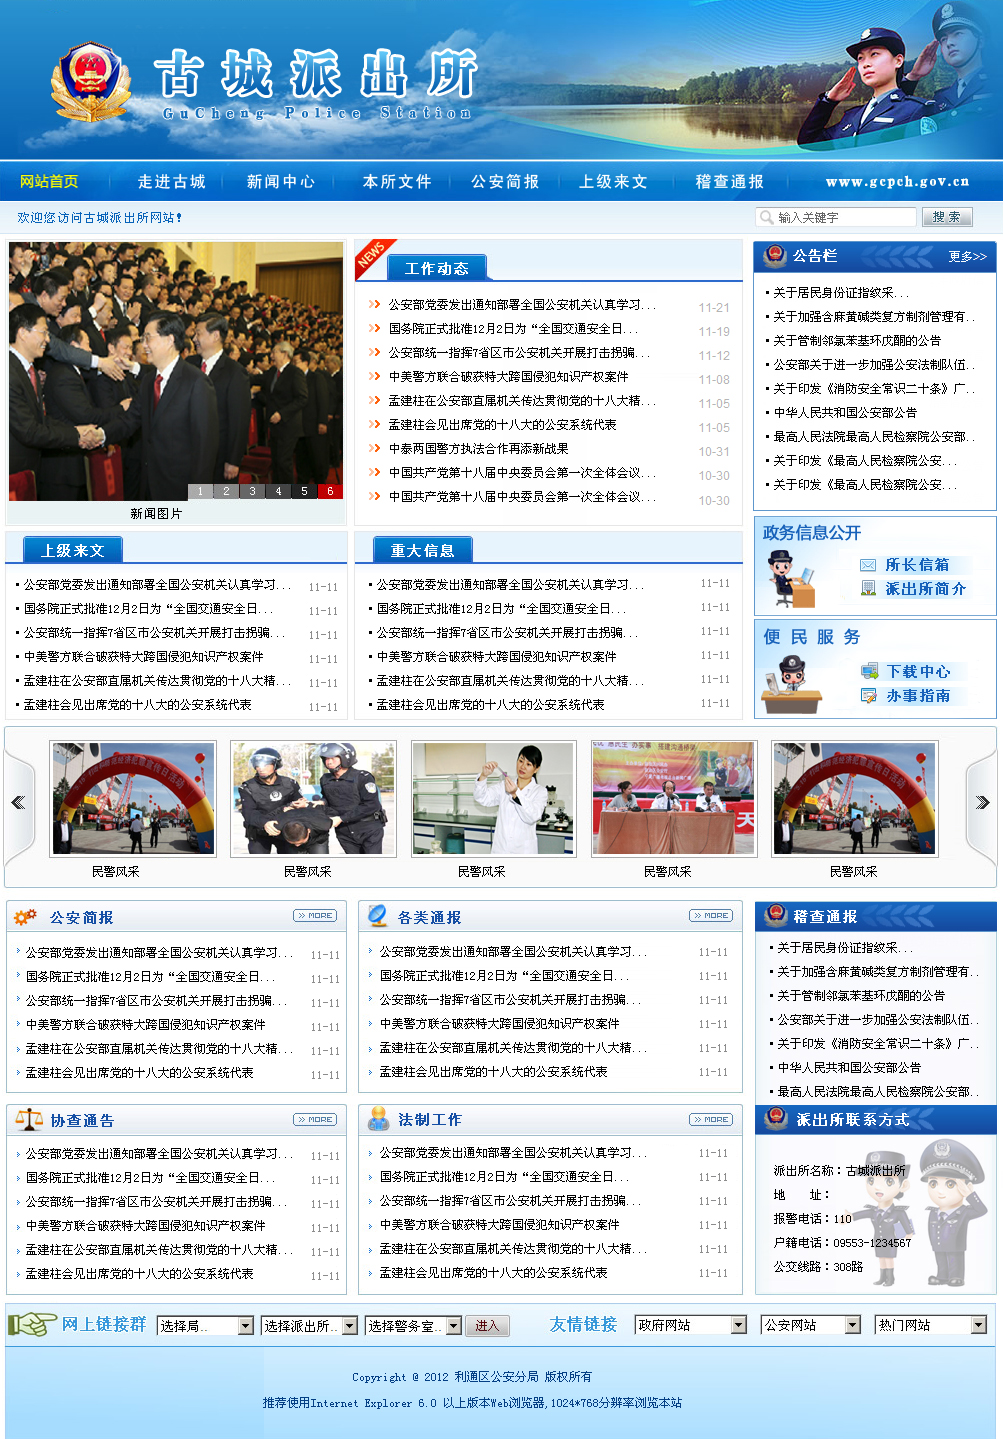 古城派出所
GuCheng Police Station
网站首页 走进古城 新闻中心 本所文件 公安简报 上级来文 稽查通报 www.gcpch.gov.cn
欢迎您访问古城派出所网站!
输入关键字 搜 索
1 2 3 4 5 6
新闻图片
NEWS
工作动态
公安部党委发出通知部署全国公安机关认真学习... 11-21
国务院正式批准12月2日为“全国交通安全日... 11-19
公安部统一指挥7省区市公安机关开展打击拐骗... 11-12
中美警方联合破获特大跨国侵犯知识产权案件 11-08
孟建柱在公安部直属机关传达贯彻党的十八大精... 11-05
孟建柱会见出席党的十八大的公安系统代表 11-05
中泰两国警方执法合作再添新战果 10-31
中国共产党第十八届中央委员会第一次全体会议... 10-30
中国共产党第十八届中央委员会第一次全体会议... 10-30
公告栏 更多>>
关于居民身份证指纹采...
关于加强含麻黄碱类复方制剂管理有..
关于管制邻氯苯基环戊酮的公告
公安部关于进一步加强公安法制队伍..
关于印发《消防安全常识二十条》广..
中华人民共和国公安部公告
最高人民法院最高人民检察院公安部..
关于印发《最高人民检察院公安...
关于印发《最高人民检察院公安...
上级来文
公安部党委发出通知部署全国公安机关认真学习... 11-11
国务院正式批准12月2日为“全国交通安全日... 11-11
公安部统一指挥7省区市公安机关开展打击拐骗... 11-11
中美警方联合破获特大跨国侵犯知识产权案件 11-11
孟建柱在公安部直属机关传达贯彻党的十八大精... 11-11
孟建柱会见出席党的十八大的公安系统代表 11-11
重大信息
公安部党委发出通知部署全国公安机关认真学习... 11-11
国务院正式批准12月2日为“全国交通安全日... 11-11
公安部统一指挥7省区市公安机关开展打击拐骗... 11-11
中美警方联合破获特大跨国侵犯知识产权案件 11-11
孟建柱在公安部直属机关传达贯彻党的十八大精... 11-11
孟建柱会见出席党的十八大的公安系统代表 11-11
政务信息公开
所长信箱
派出所简介
便 民 服 务
下载中心
办事指南
民警风采 民警风采 民警风采 民警风采 民警风采
公安简报 >> MORE
公安部党委发出通知部署全国公安机关认真学习... 11-11
国务院正式批准12月2日为“全国交通安全日... 11-11
公安部统一指挥7省区市公安机关开展打击拐骗... 11-11
中美警方联合破获特大跨国侵犯知识产权案件 11-11
孟建柱在公安部直属机关传达贯彻党的十八大精... 11-11
孟建柱会见出席党的十八大的公安系统代表 11-11
各类通报 >> MORE
公安部党委发出通知部署全国公安机关认真学习... 11-11
国务院正式批准12月2日为“全国交通安全日... 11-11
公安部统一指挥7省区市公安机关开展打击拐骗... 11-11
中美警方联合破获特大跨国侵犯知识产权案件 11-11
孟建柱在公安部直属机关传达贯彻党的十八大精... 11-11
孟建柱会见出席党的十八大的公安系统代表 11-11
稽查通报
关于居民身份证指纹采...
关于加强含麻黄碱类复方制剂管理有..
关于管制邻氯苯基环戊酮的公告
公安部关于进一步加强公安法制队伍..
关于印发《消防安全常识二十条》广..
中华人民共和国公安部公告
最高人民法院最高人民检察院公安部..
协查通告 >> MORE
公安部党委发出通知部署全国公安机关认真学习... 11-11
国务院正式批准12月2日为“全国交通安全日... 11-11
公安部统一指挥7省区市公安机关开展打击拐骗... 11-11
中美警方联合破获特大跨国侵犯知识产权案件 11-11
孟建柱在公安部直属机关传达贯彻党的十八大精... 11-11
孟建柱会见出席党的十八大的公安系统代表 11-11
法制工作 >> MORE
公安部党委发出通知部署全国公安机关认真学习... 11-11
国务院正式批准12月2日为“全国交通安全日... 11-11
公安部统一指挥7省区市公安机关开展打击拐骗... 11-11
中美警方联合破获特大跨国侵犯知识产权案件 11-11
孟建柱在公安部直属机关传达贯彻党的十八大精... 11-11
孟建柱会见出席党的十八大的公安系统代表 11-11
派出所联系方式
派出所名称：古城派出所
地 址：
报警电话：110
户籍电话：09553-1234567
公交线路：308路
网上链接群 选择局.. 选择派出所.. 选择警务室.. 进入 友情链接 政府网站 公安网站 热门网站
Copyright @ 2012 利通区公安分局 版权所有
推荐使用Internet Explorer 6.0 以上版本Web浏览器,1024*768分辨率浏览本站